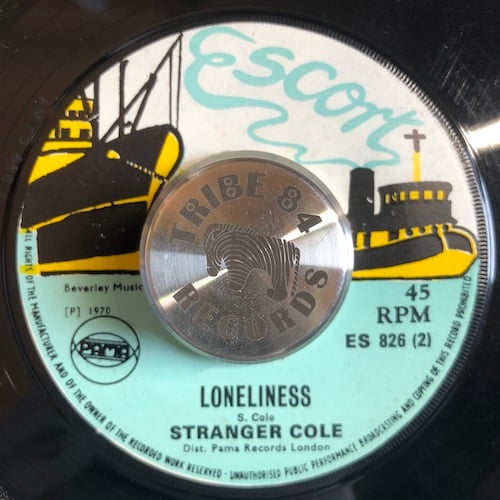 Escort
TRIBE 84
RECORDS
Beverley Music
[P] 1970
PAMA
45
RPM
ES 826 (2)
LONELINESS
S. Cole
STRANGER COLE
Dist. Pama Records London
ALL RIGHTS OF THE MANUFACTURER AND OF THE OWNER OF THE RECORDED WORK RESERVED · UNAUTHORISED PUBLIC PERFORMANCE BROADCASTING AND COPYING OF THIS RECORD PROHIBITED